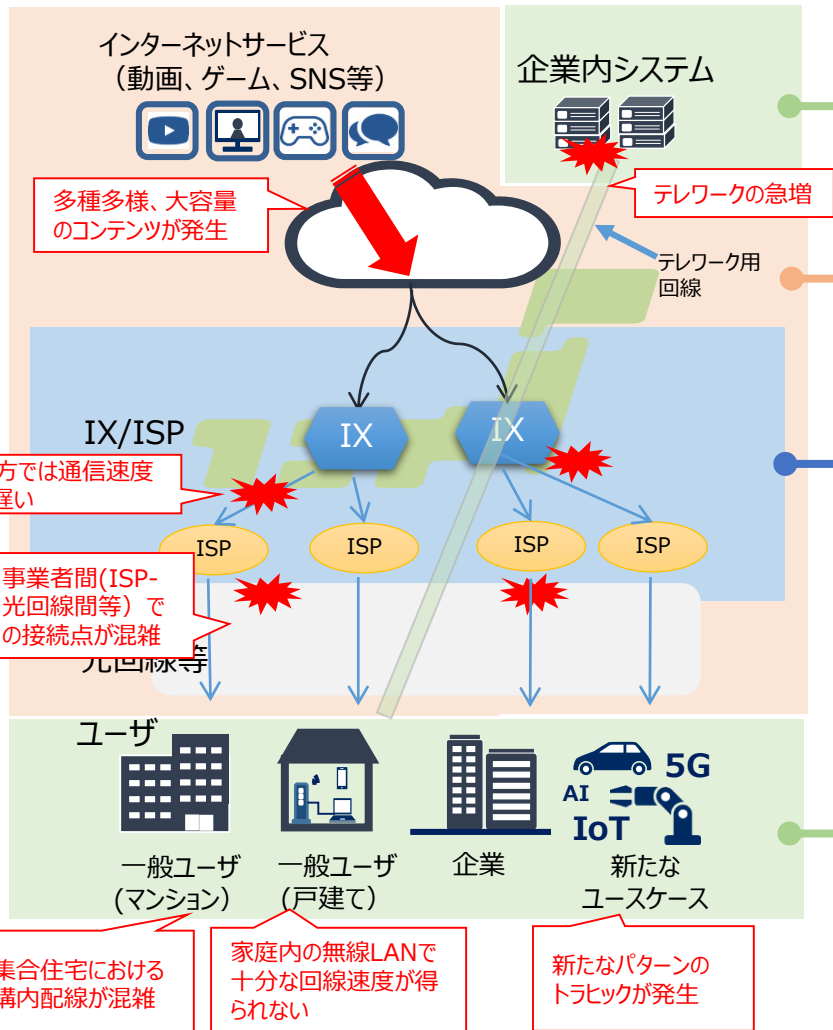 インターネットサービス
（動画、ゲーム、SNS等）
企業内システム
多種多様、大容量
のコンテンツが発生
テレワークの急増
テレワーク用
回線
IX/ISP
IX
IX
方では通信速度
遅い
ISP
ISP
ISP
ISP
事業者間(ISP-
光回線間等）で
の接続点が混雑
光回線等
ユーザ
5G
AI
IoT
一般ユーザ
(マンション）
一般ユーザ
(戸建て）
企業
新たな
ユースケース
集合住宅における
構内配線が混雑
家庭内の無線LANで
十分な回線速度が得
られない
新たなパターンの
トラヒックが発生